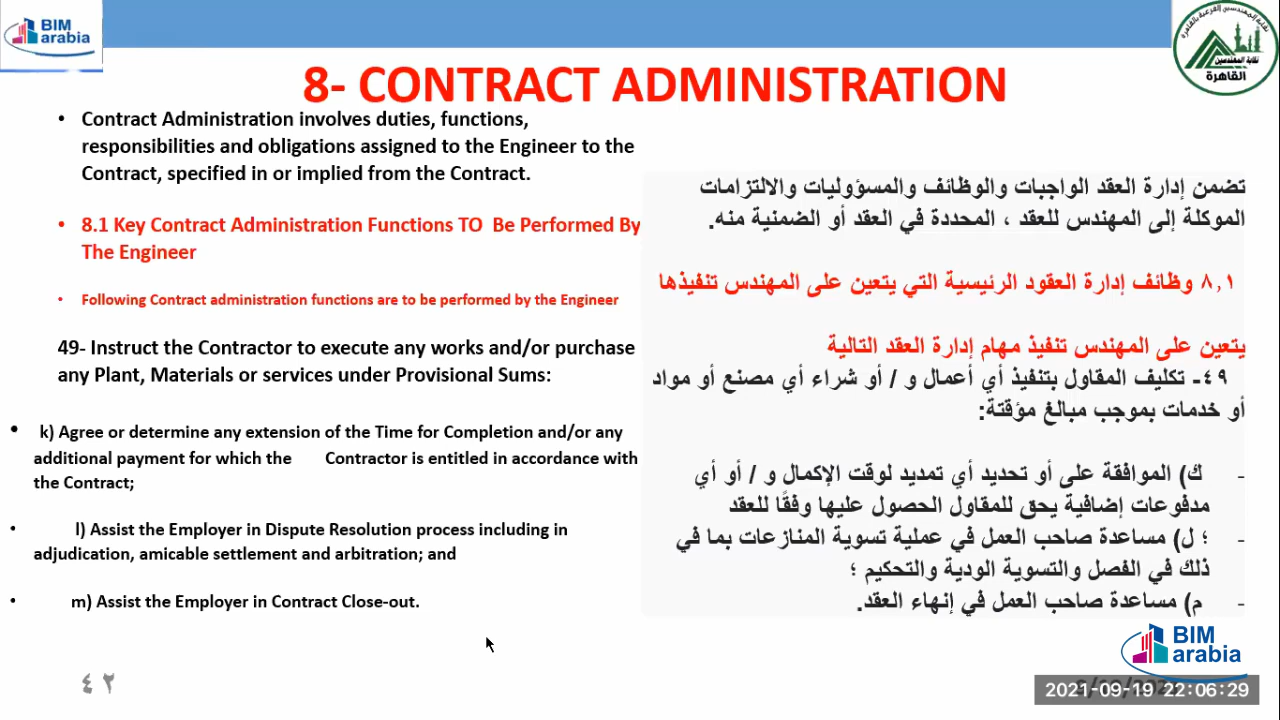 BIM
arabia
نقابة المهندسين
القاهرة
8- CONTRACT ADMINISTRATION
• Contract Administration involves duties, functions,
responsibilities and obligations assigned to the Engineer to the
Contract, specified in or implied from the Contract.
• 8.1 Key Contract Administration Functions TO Be Performed By
The Engineer
• Following Contract administration functions are to be performed by the Engineer
49- Instruct the Contractor to execute any works and/or purchase
any Plant, Materials or services under Provisional Sums:
• k) Agree or determine any extension of the Time for Completion and/or any
additional payment for which the Contractor is entitled in accordance with
the Contract;
• l) Assist the Employer in Dispute Resolution process including in
adjudication, amicable settlement and arbitration; and
• m) Assist the Employer in Contract Close-out.
تضمن إدارة العقد الواجبات والوظائف والمسؤوليات والالتزامات
الموكلة إلى المهندس للعقد ، المحددة في العقد أو الضمنية منه.
٨,١ وظائف إدارة العقود الرئيسية التي يتعين على المهندس تنفيذها
يتعين على المهندس تنفيذ مهام إدارة العقد التالية
٤٩- تكليف المقاول بتنفيذ أي أعمال و / أو شراء أي مصنع أو مواد
أو خدمات بموجب مبالغ مؤقتة:
- ك) الموافقة على أو تحديد أي تمديد لوقت الإكمال و / أو أي
مدفوعات إضافية يحق للمقاول الحصول عليها وفقًا للعقد
- ؛ ل) مساعدة صاحب العمل في عملية تسوية المنازعات بما في
ذلك في الفصل والتسوية الودية والتحكيم ؛
- م) مساعدة صاحب العمل في إنهاء العقد.
BIM
arabia
٤٢
2021-09-19 22:06:29